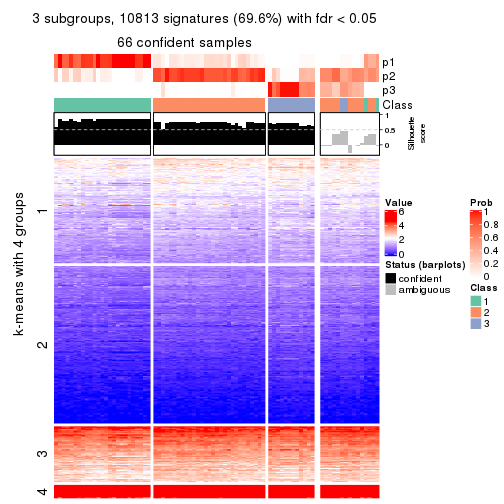 3 subgroups, 10813 signatures (69.6%) with fdr < 0.05
66 confident samples
p1
p2
p3
Class
1
0.5
0
Silhouette
score
k-means with 4 groups
1
2
3
4
Value
6
4
2
0
Status (barplots)
confident
ambiguous
Prob
1
0.8
0.6
0.4
0.2
0
Class
1
2
3